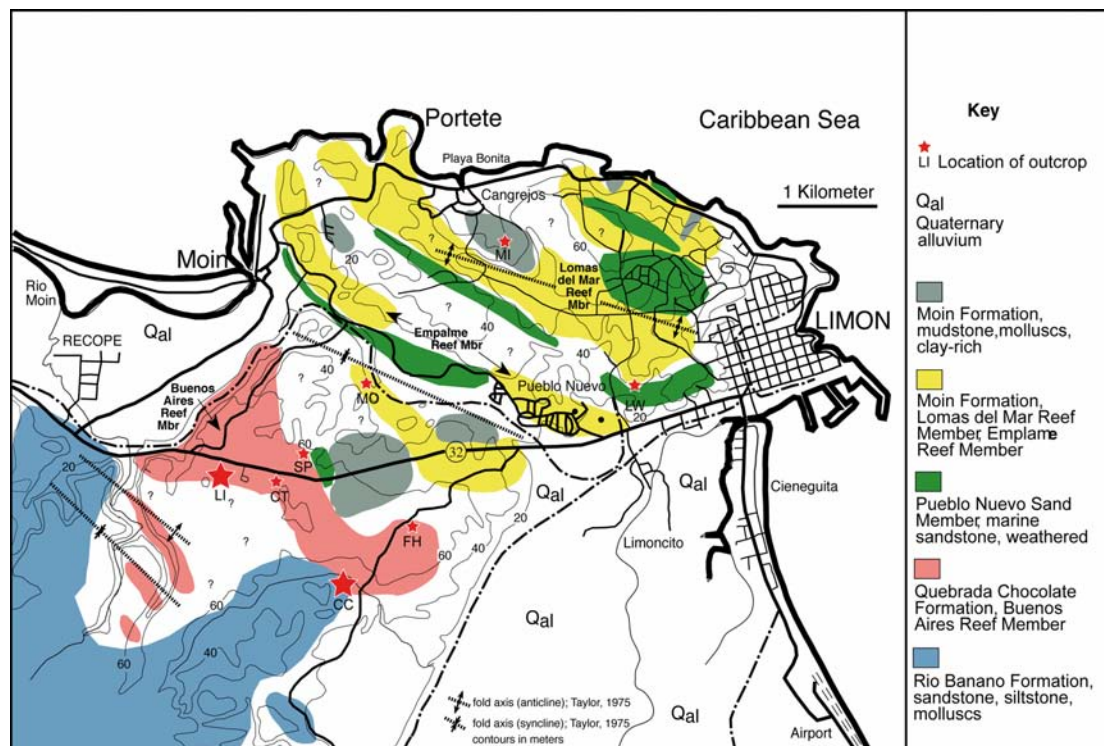 Portete
Caribbean Sea
Playa Bonita
Cangrejos
1 Kilometer
?
?
?
MI
60
Moin
20
?
Lomas
del Mar
Reef
Mbr
?
Rio
Moin
Qal
?
40
?
LIMON
RECOPE
Empalme
Reef Mbr
?
40
?
40
Buenos
Aires
Reef
Mbr
MO
Pueblo Nuevo
LW
20
60
SP
32
?
LI
?
CT
Qal
Qal
Cieneguita
20
?
FH
20
40
60
Limoncito
?
60
CC
40
60
Qal
Qal
fold axis (anticline); Taylor, 1975
fold axis (syncline); Taylor, 1975
contours in meters
Airport
Key
LI Location of outcrop
Qal
Quaternary
alluvium
Moin Formation,
mudstone,molluscs,
clay-rich
Moin Formation,
Lomas del Mar Reef
Member, Emplame
Reef Member
Pueblo Nuevo Sand
Member, marine
sandstone, weathered
Quebrada Chocolate
Formation, Buenos
Aires Reef Member
Rio Banano Formation,
sandstone, siltstone,
molluscs